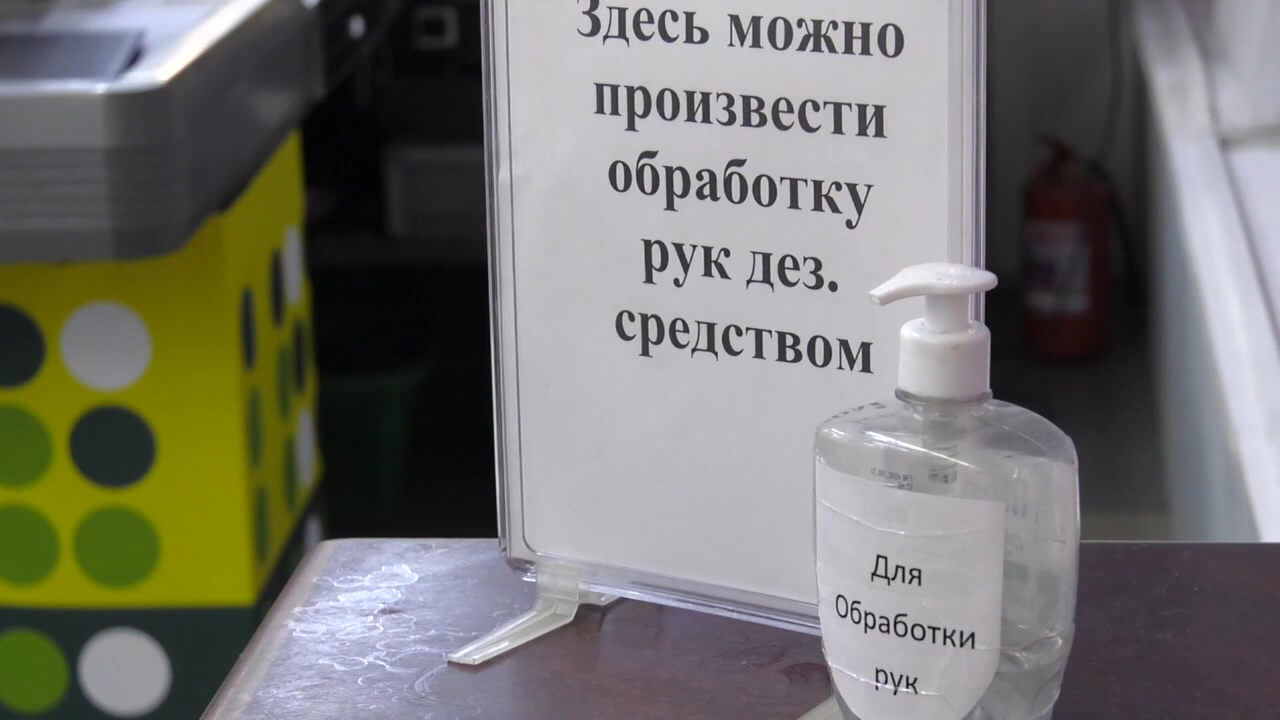 Здесь можно
произвести
обработку
рук дез.
средством
Для
Обработки
рук